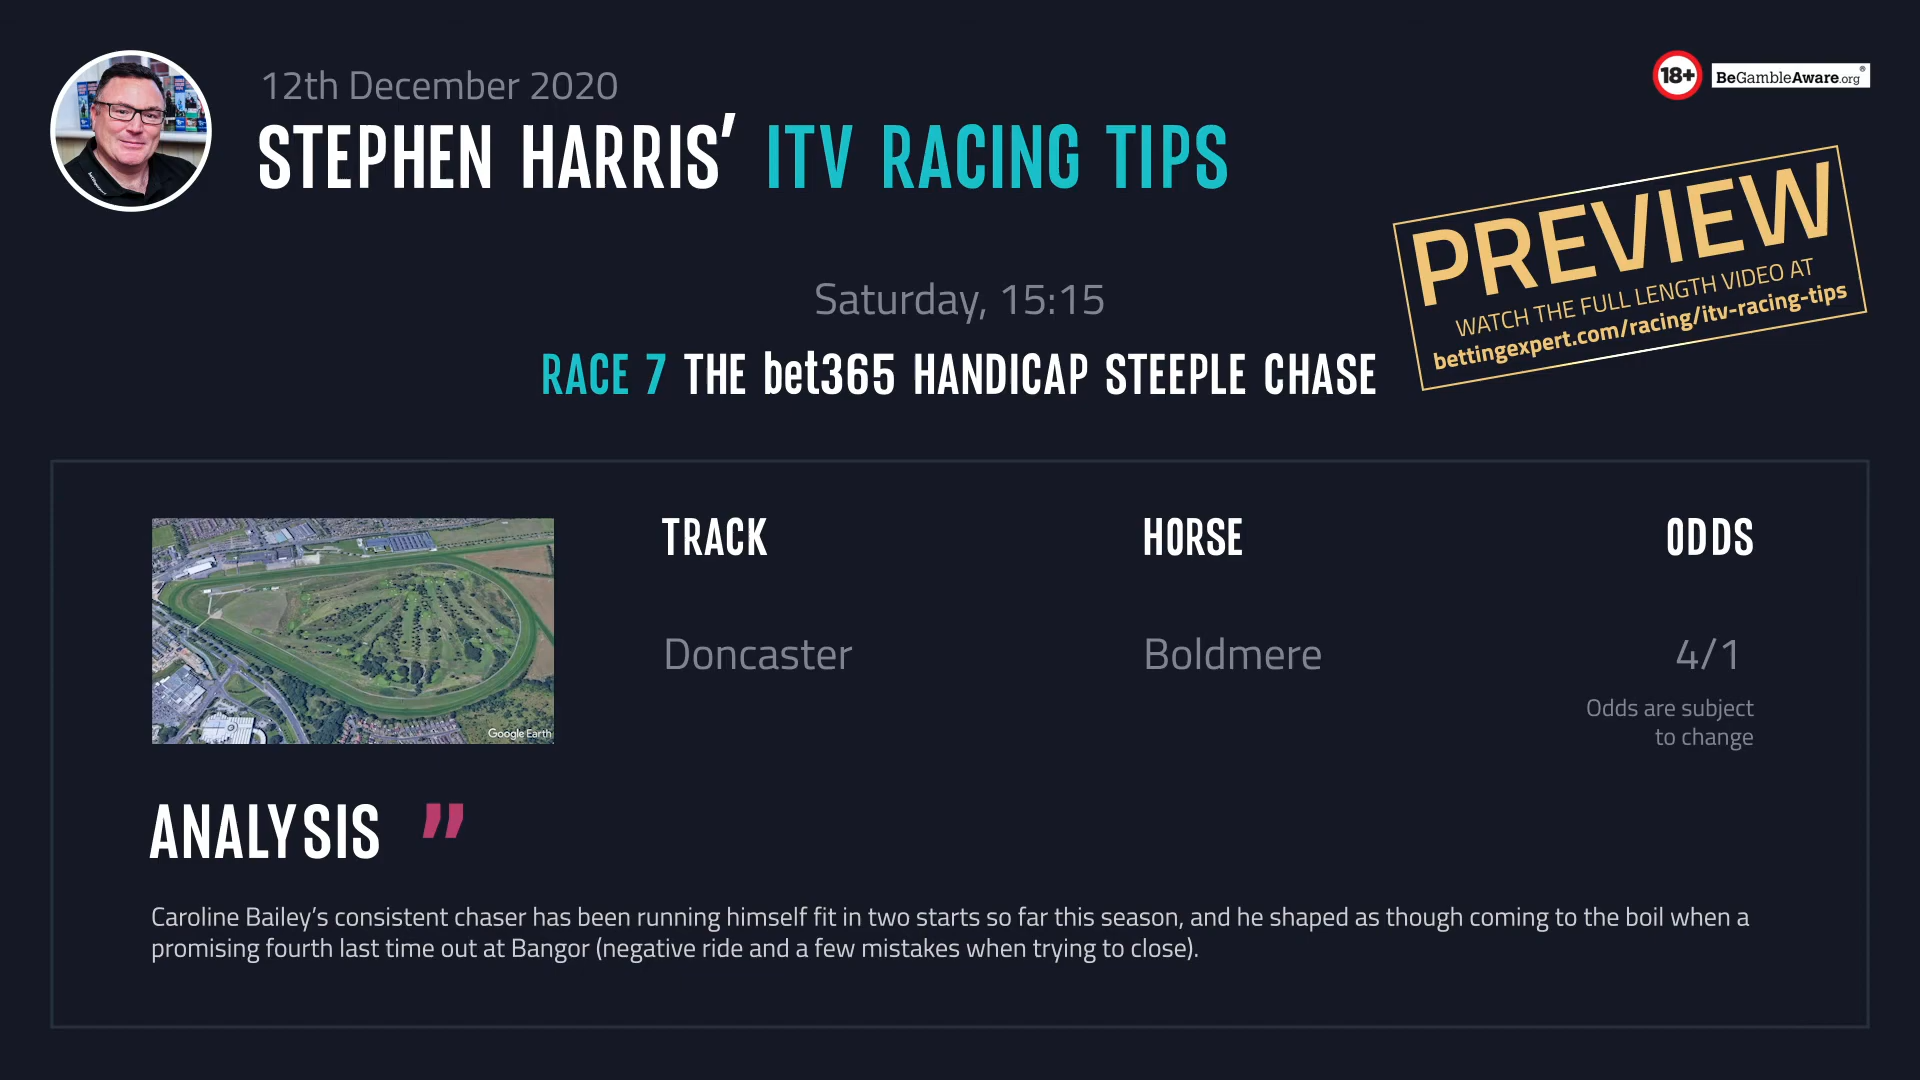 12th December 2020
STEPHEN HARRIS’ ITV RACING TIPS
18+
BeGambleAware.org®
PREVIEW
WATCH THE FULL LENGTH VIDEO AT
bettingexpert.com/racing/itv-racing-tips
Saturday, 15:15
RACE 7 THE bet365 HANDICAP STEEPLE CHASE
TRACK
HORSE
ODDS
Doncaster
Boldmere
4/1
Odds are subject
to change
Google Earth
ANALYSIS ”
Caroline Bailey’s consistent chaser has been running himself fit in two starts so far this season, and he shaped as though coming to the boil when a
promising fourth last time out at Bangor (negative ride and a few mistakes when trying to close).